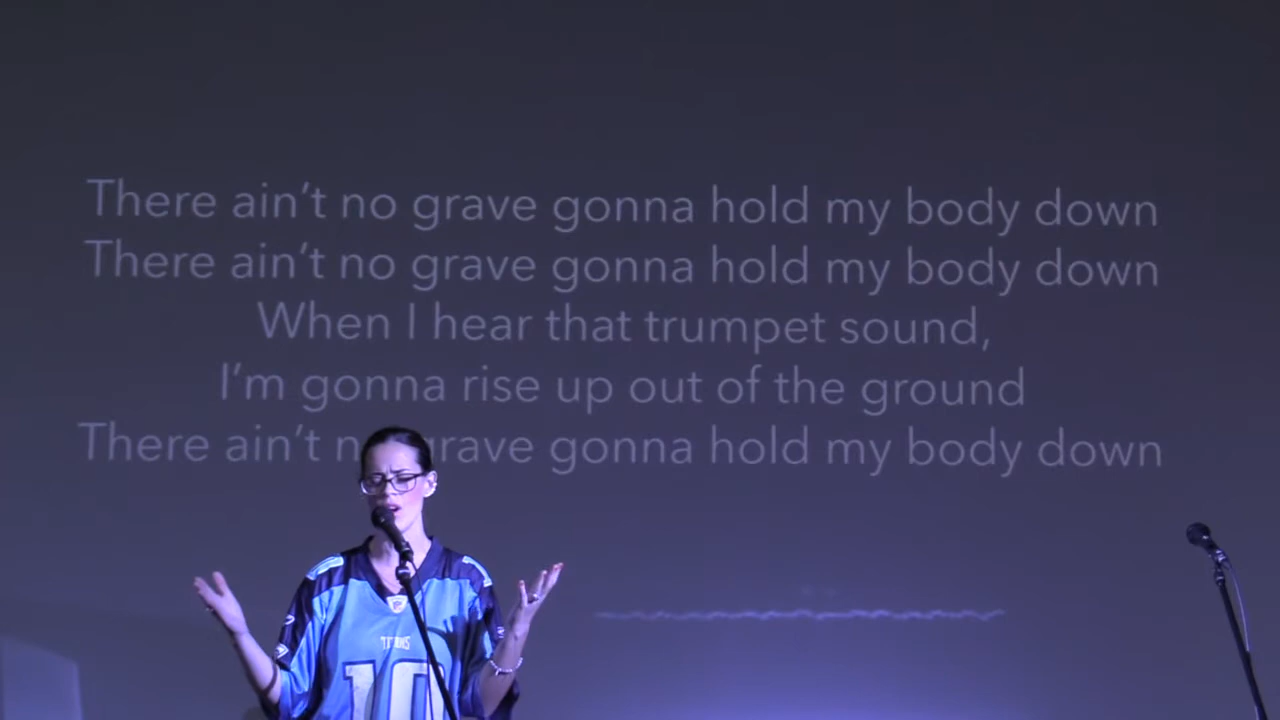 There ain't no grave gonna hold my body down
There ain't no grave gonna hold my body down
When I hear that trumpet sound,
I'm gonna rise up out of the ground
There ain't grave gonna hold my body down
TITANS
10